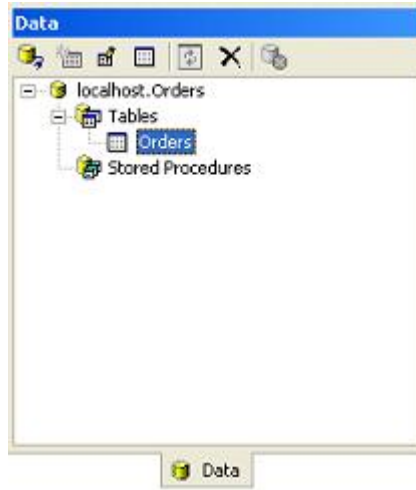 Data
localhost.Orders
Tables
Orders
Stored Procedures
Data